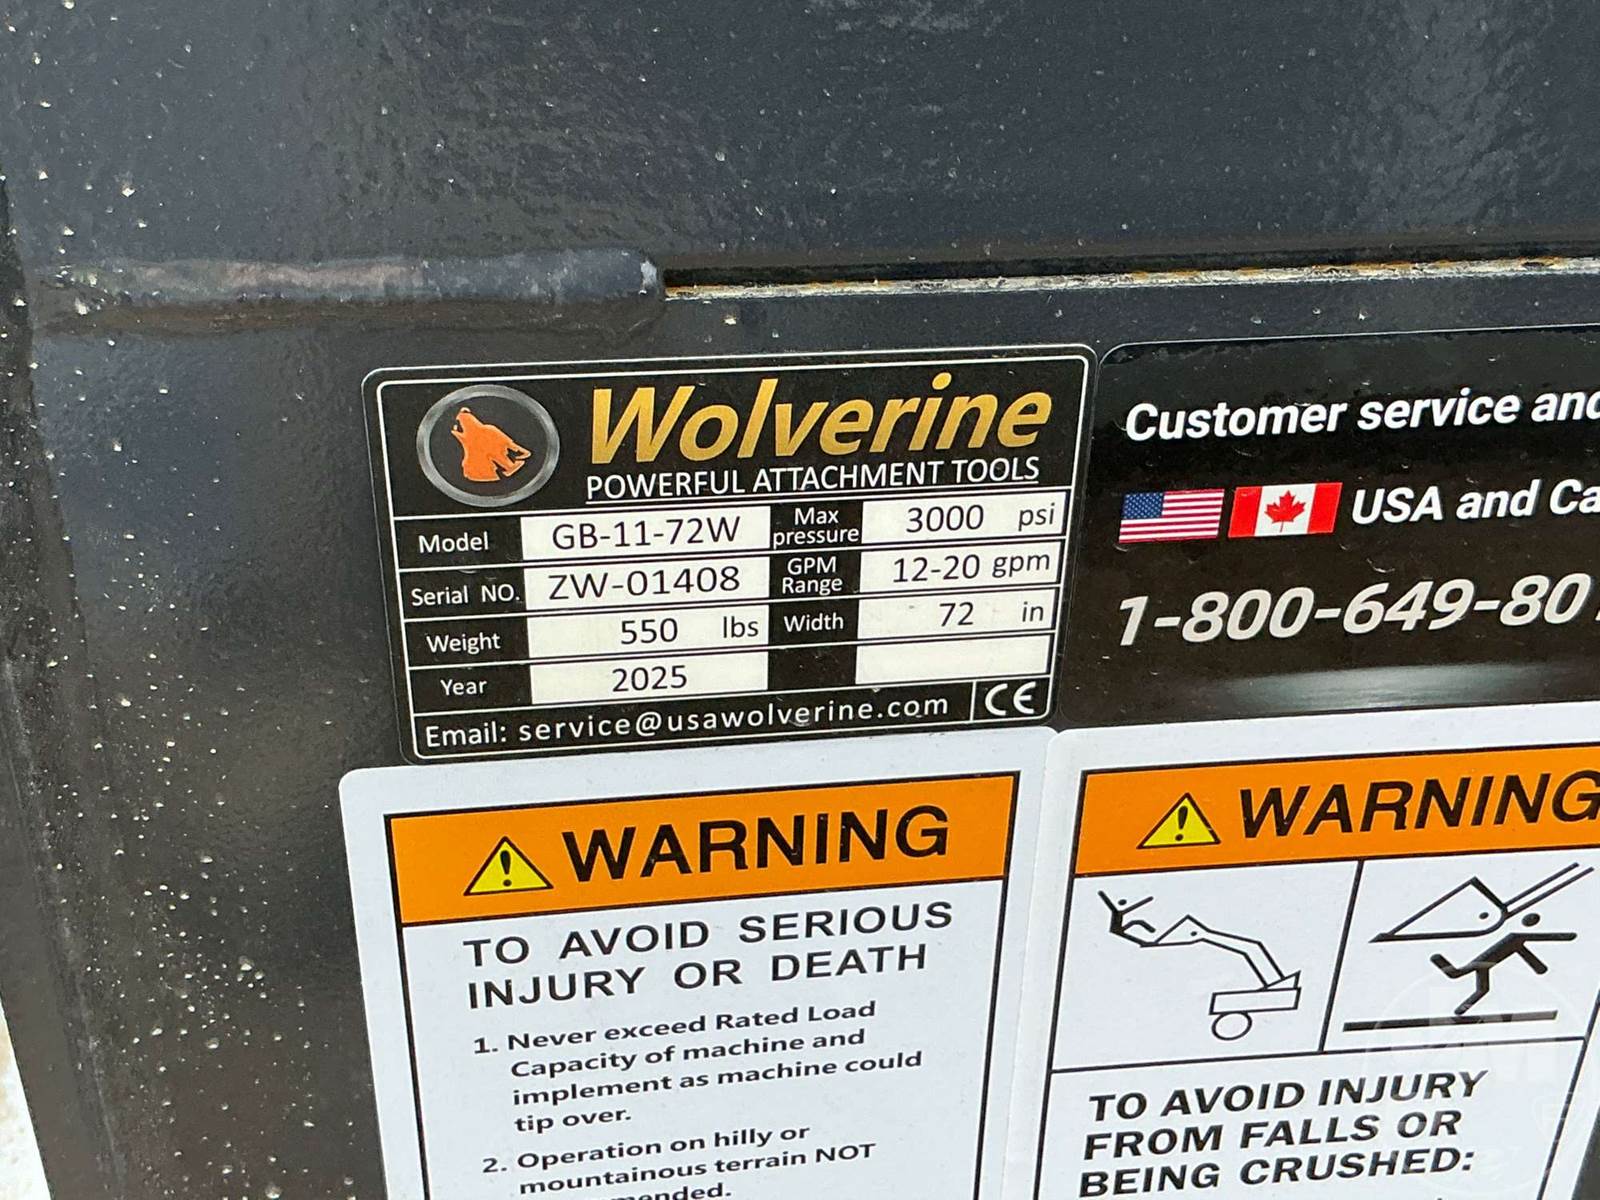 Wolverine
POWERFUL ATTACHMENT TOOLS
Model GB-11-72W Max pressure 3000 psi
Serial NO. ZW-01408 GPM Range 12-20 gpm
Weight 550 lbs Width 72 in
Year 2025
Email: service@usawolverine.com CE
Customer service and
USA and Ca
1-800-649-80
WARNING
TO AVOID SERIOUS
INJURY OR DEATH
1. Never exceed Rated Load
Capacity of machine and
implement as machine could
tip over.
2. Operation on hilly or
mountainous terrain NOT
WARNING
TO AVOID INJURY
FROM FALLS OR
BEING CRUSHED: